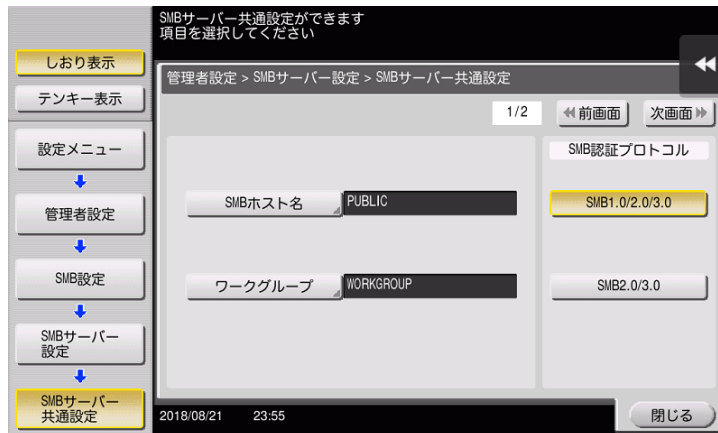 SMBサーバー共通設定ができます
項目を選択してください
しおり表示
テンキー表示
設定メニュー
管理者設定
SMB設定
SMBサーバー
設定
SMBサーバー
共通設定
管理者設定 > SMBサーバー設定 > SMBサーバー共通設定
1/2
前画面
次画面
SMB認証プロトコル
SMBホスト名
PUBLIC
SMB1.0/2.0/3.0
ワークグループ
WORKGROUP
SMB2.0/3.0
2018/08/21 23:55
閉じる